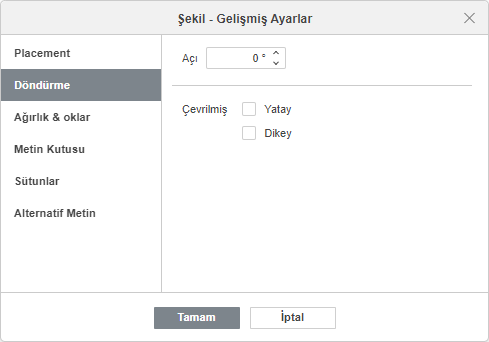 Şekil - Gelişmiş Ayarlar
Placement
Döndürme
Ağırlık & oklar
Metin Kutusu
Sütunlar
Alternatif Metin
Açı 0 °
Çevrilmiş Yatay
Dikey
Tamam İptal